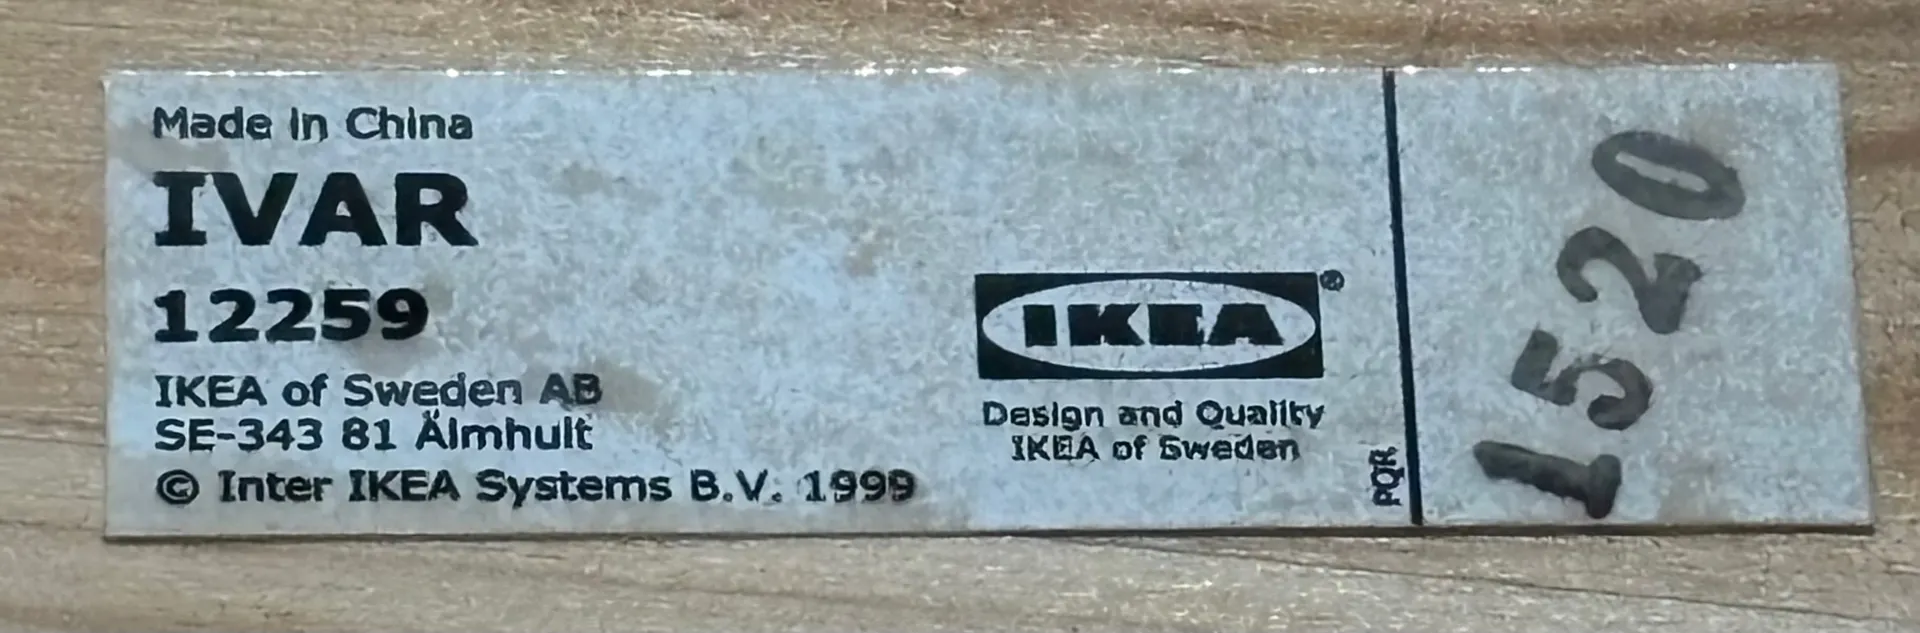 Made in China
IVAR
12259
IKEA of Sweden AB
SE-343 81 Älmhult
© Inter IKEA Systems B.V. 1999
IKEA®
Design and Quality
IKEA of Sweden
PQR
1520